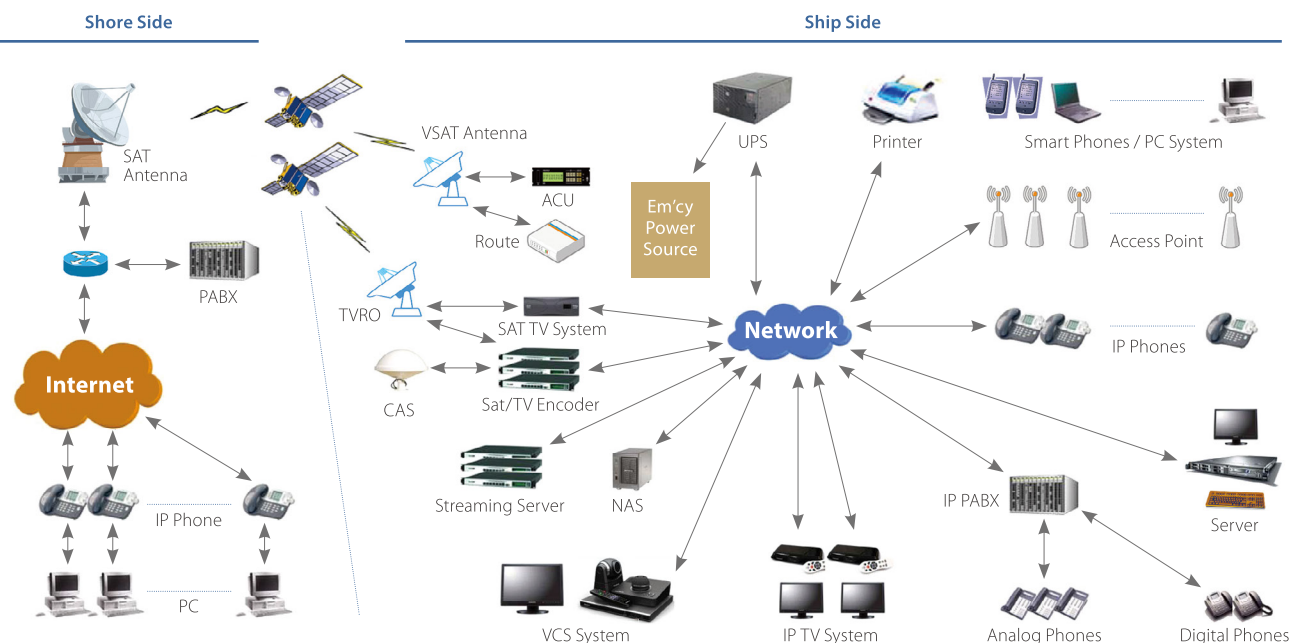 Shore Side
Ship Side
SAT
Antenna
VSAT Antenna
ACU
Route
UPS
Printer
Smart Phones / PC System
Em'cy
Power
Source
Access Point
PABX
TVRO
SAT TV System
Network
IP Phones
Internet
CAS
Sat/TV Encoder
Streaming Server
NAS
IP PABX
Server
IP Phone
PC
VCS System
IP TV System
Analog Phones
Digital Phones